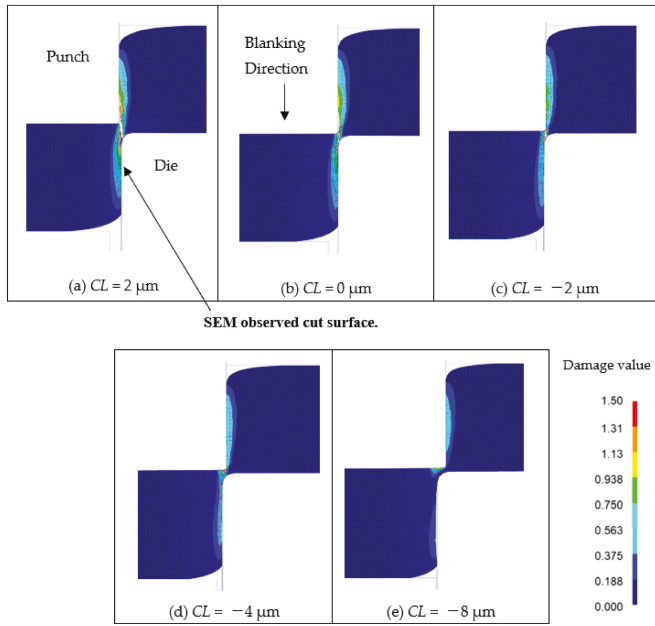 Punch
Blanking
Direction
Die
(a) CL = 2 μm
(b) CL = 0 μm
(c) CL = −2 μm
SEM observed cut surface.
Damage value
1.50
1.31
1.13
0.938
0.750
0.563
0.375
0.188
0.000
(d) CL = −4 μm
(e) CL = −8 μm